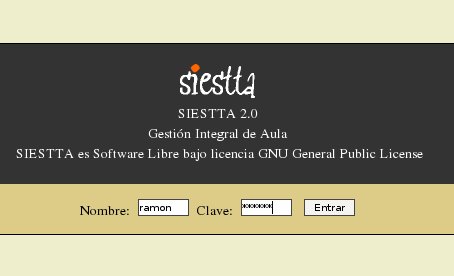 siestta
SIESTTA 2.0
Gestión Integral de Aula
SIESTTA es Software Libre bajo licencia GNU General Public License
Nombre: ramon Clave: ****** Entrar